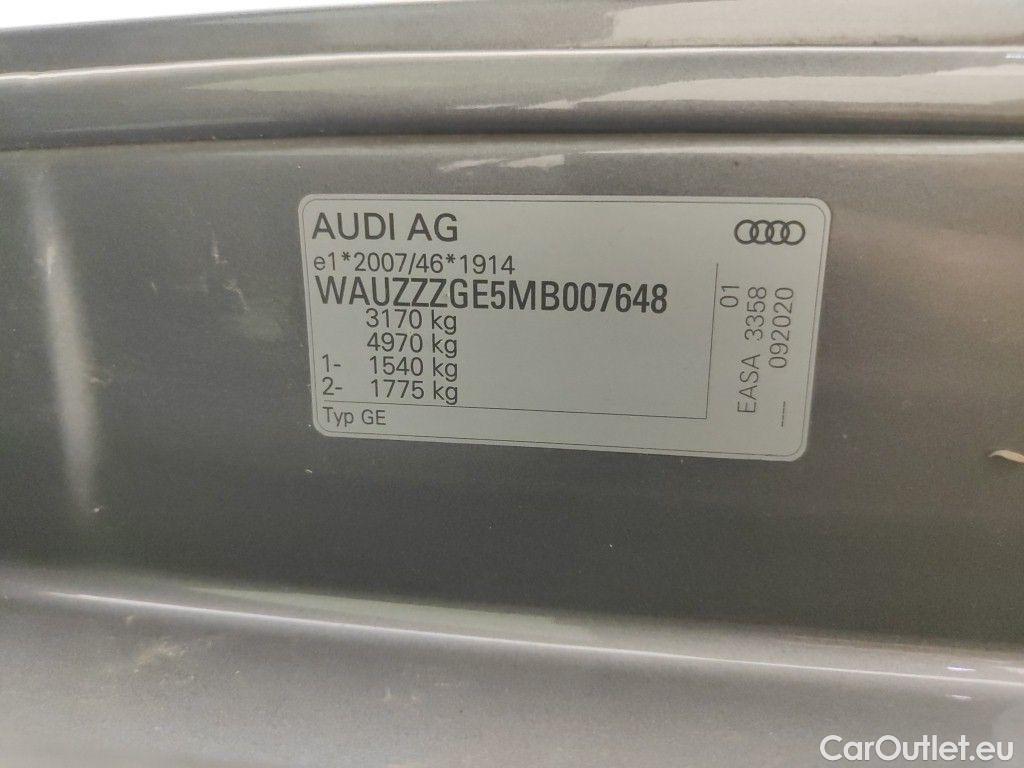 AUDI AG
e1*2007/46*1914
WAUZZZGE5MB007648
3170 kg
4970 kg
1- 1540 kg
2- 1775 kg
Typ GE
01
EASA 3358
092020
---
CarOutlet.eu